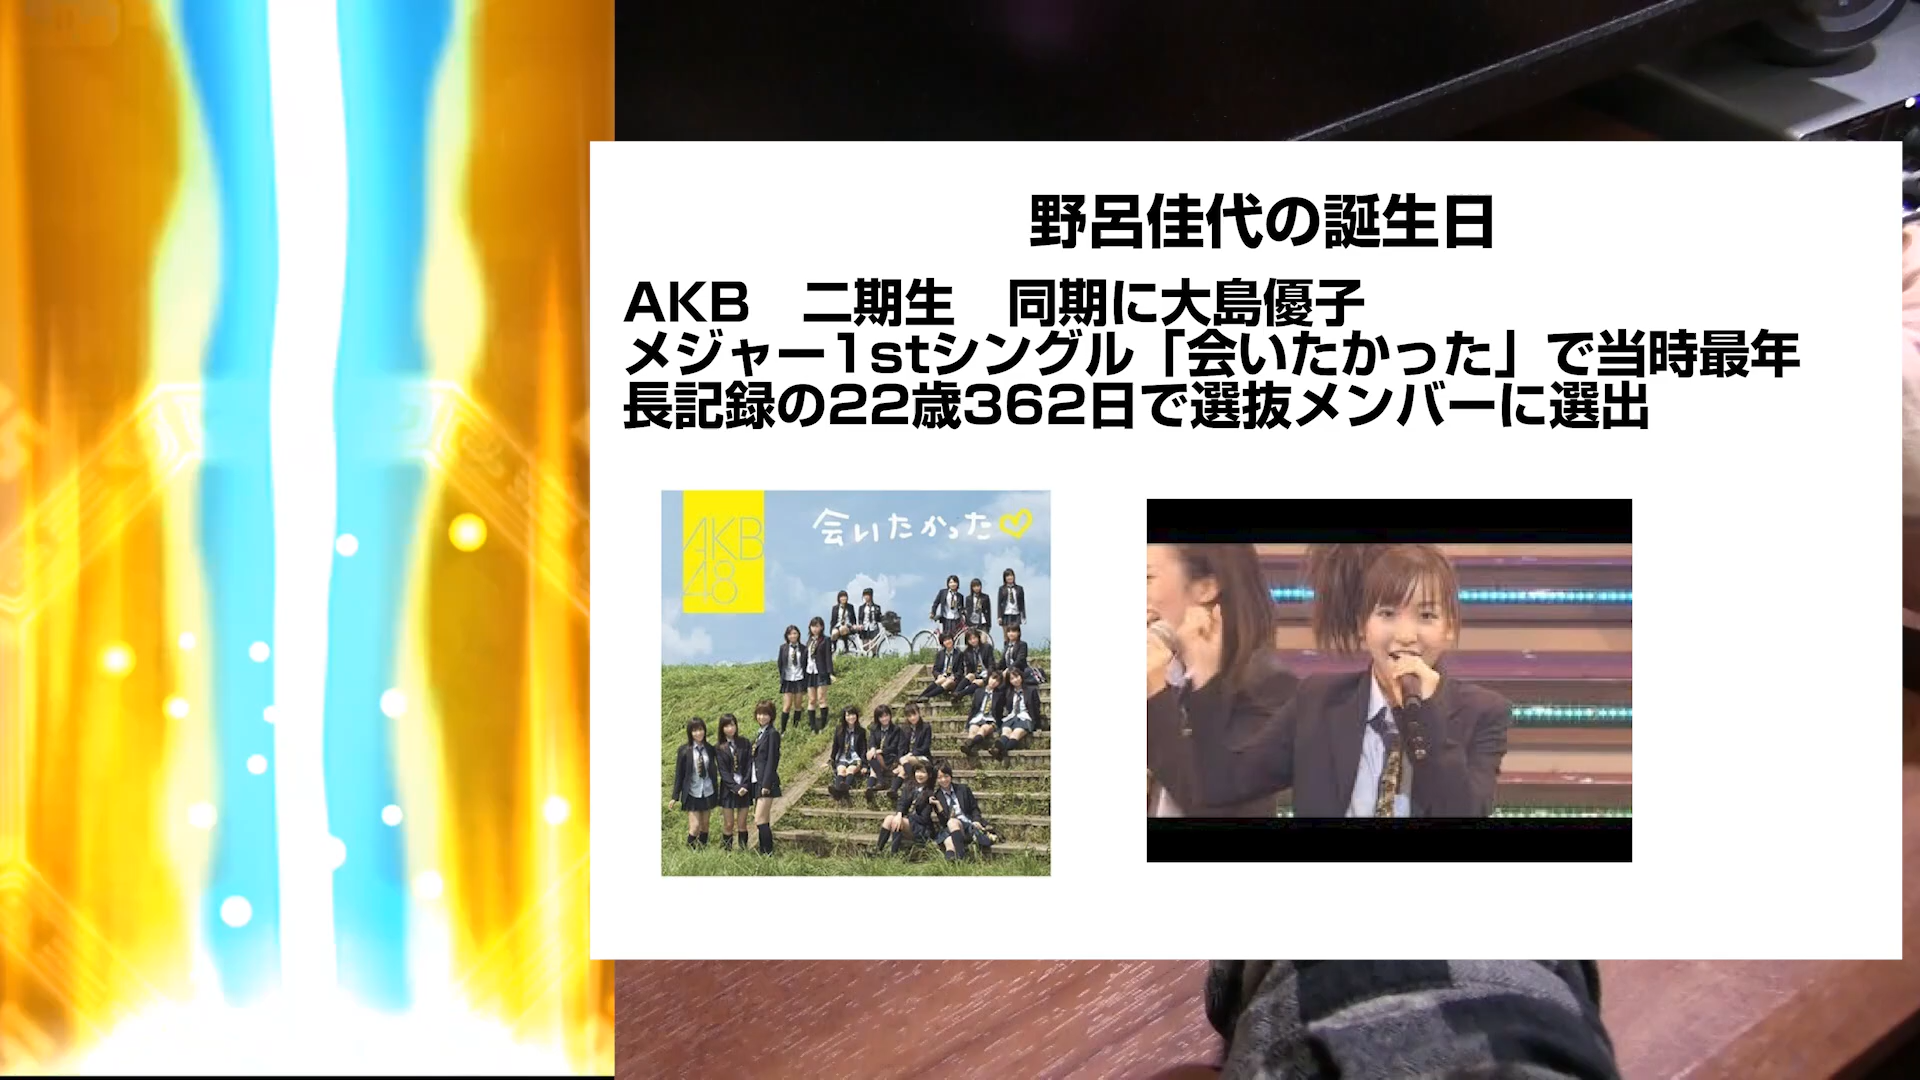 野呂佳代の誕生日
AKB　二期生　同期に大島優子
メジャー1stシングル「会いたかった」で当時最年
長記録の22歳362日で選抜メンバーに選出
AKB
48
会いたかった